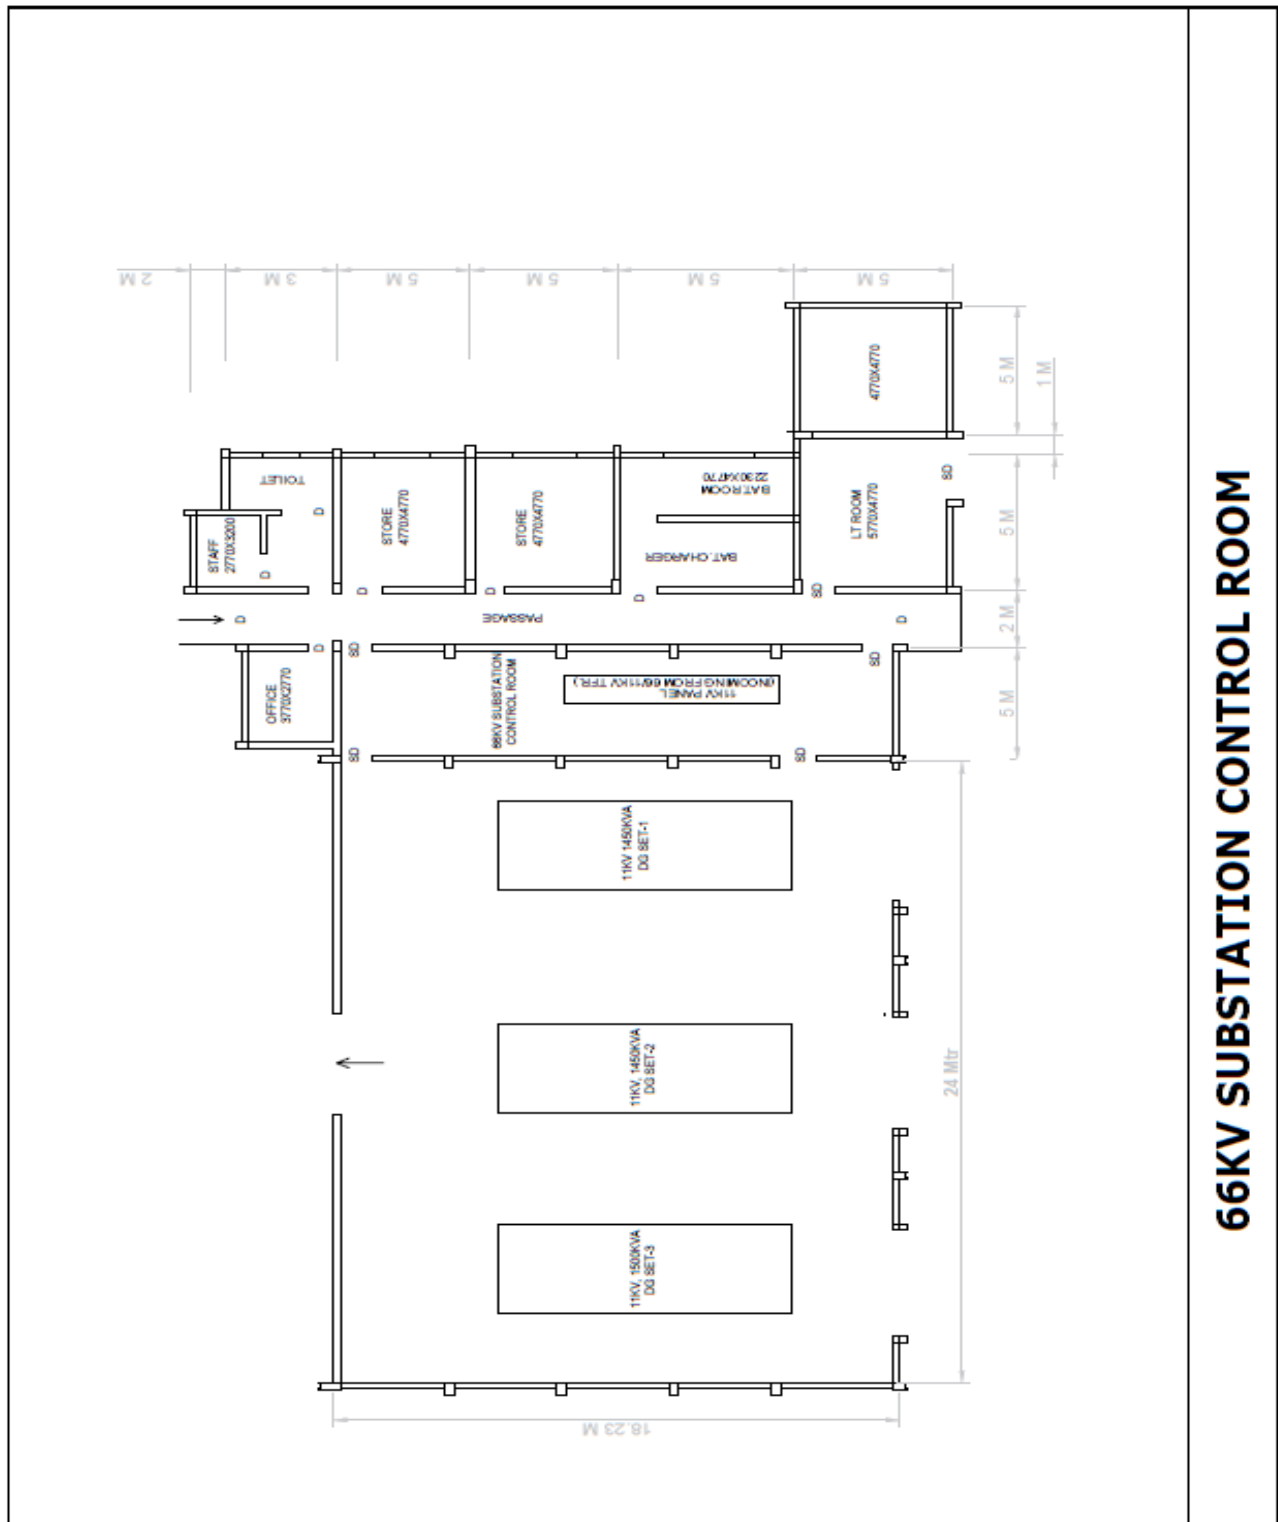 2 M
3 M
5 M
5 M
5 M
5 M
4770X4770
5 M
1 M
TOILET
D
STAFF
2770X3200
D
STORE
4770X4770
STORE
4770X4770
BAT.ROOM
2230X4770
BAT.CHARGER
LT ROOM
5770X4770
SD
5 M
D
D
D
SD
D
PASSAGE
D
2 M
D
SD
SD
OFFICE
3770X2770
66KV SUBSTATION
CONTROL ROOM
11KV PANEL
(INCOMING FROM 66/11KV TFR.)
5 M
SD
SD
11KV 1450KVA
DG SET-1
11KV, 1450KVA
DG SET-2
11KV, 1500KVA
DG SET-3
24 Mtr
18.23 M
66KV SUBSTATION CONTROL ROOM